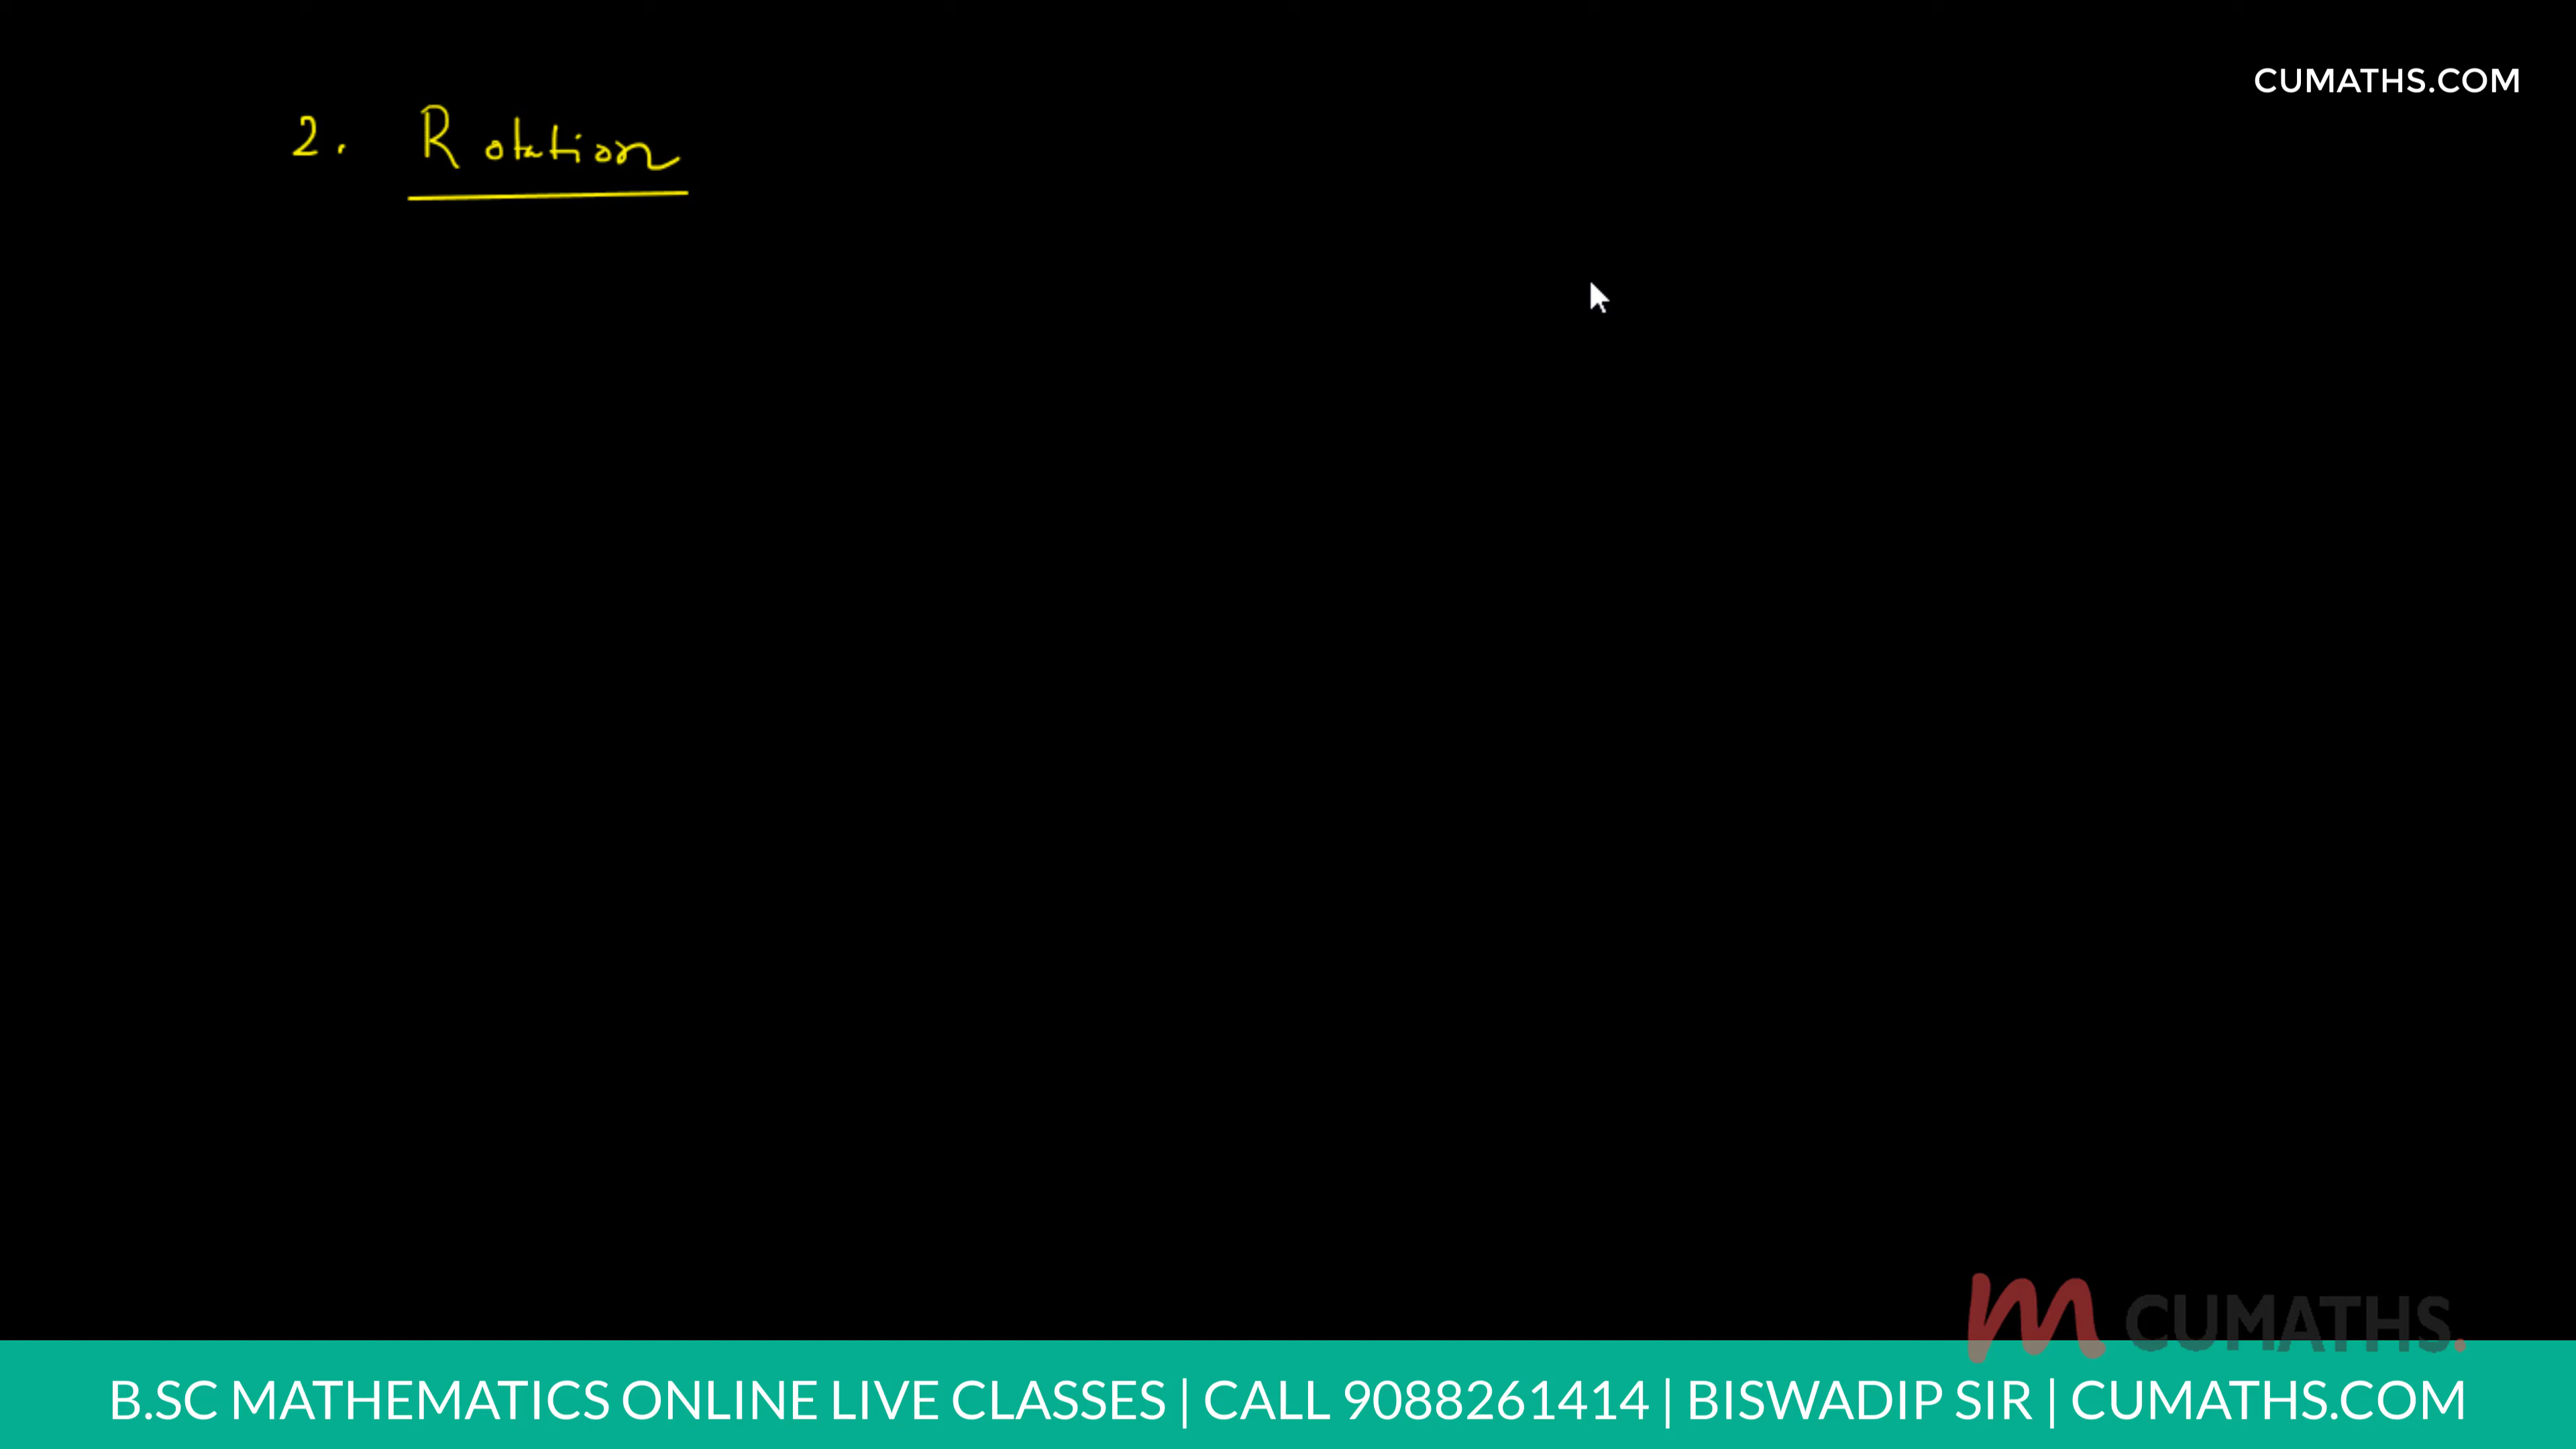 CUMATHS.COM
2. Rotation
m CUMATHS.
B.SC MATHEMATICS ONLINE LIVE CLASSES | CALL 9088261414 | BISWADIP SIR | CUMATHS.COM